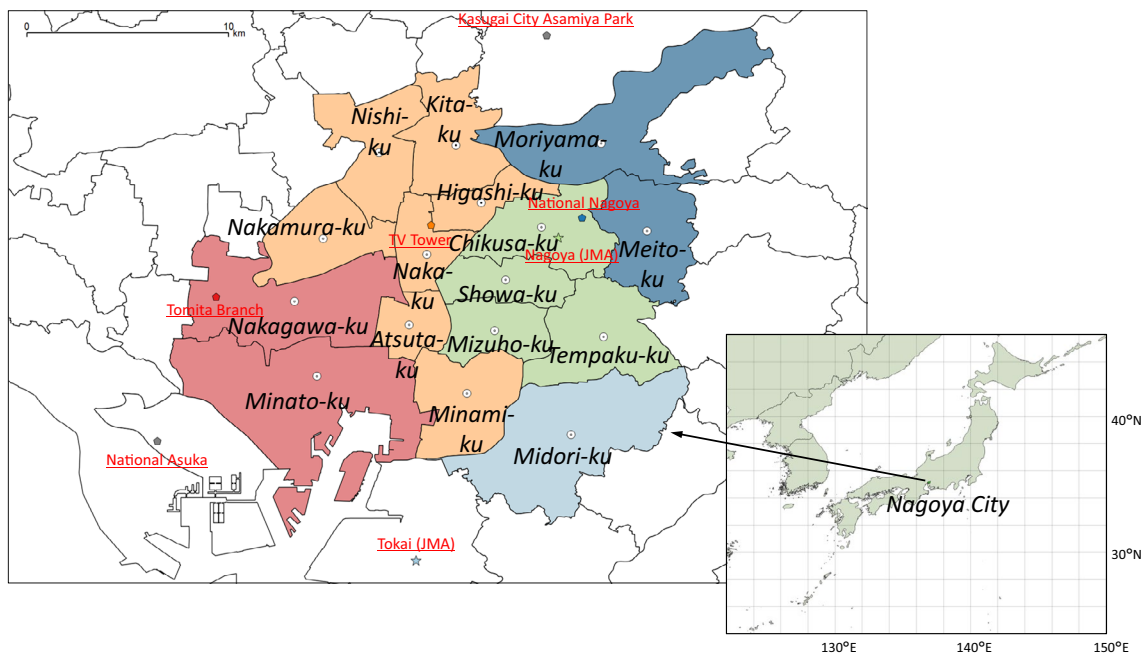 Kasugai City Asamiya Park
0
10
km
Kita-
ku
Nishi-
ku
Moriyama-
ku
Higashi-ku
National Nagoya
Nakamura-ku
TV Tower
Chikusa-ku
Nagoya (JMA)
Meito-
ku
Naka-
ku
Showa-ku
Tomita Branch
Nakagawa-ku
Atsuta-
ku
Mizuho-ku
Tempaku-ku
Minato-ku
Minami-
ku
Midori-ku
National Asuka
Tokai (JMA)
Nagoya City
40°N
30°N
130°E
140°E
150°E